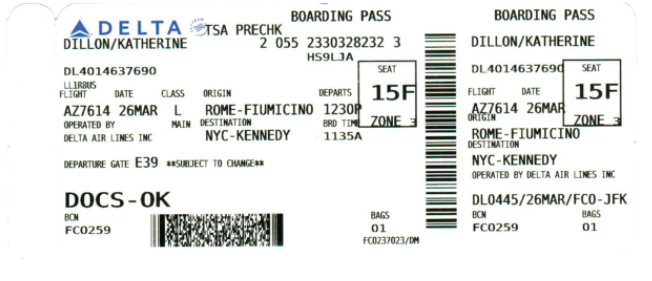 BOARDING PASS
DELTA TSA PRECHK
DILLON/KATHERINE 2 055 2330328232 3
HS9LJA
DL4014637690 SEAT
LL1R8US 15F
FLIGHT DATE CLASS ORIGIN DEPARTS
AZ7614 26MAR L ROME-FIUMICINO 1230P
OPERATED BY MAIN DESTINATION BRD TIME ZONE 3
DELTA AIR LINES INC NYC-KENNEDY 1135A
DEPARTURE GATE E39 **SUBJECT TO CHANGE**
DOCS-OK
BCN BAGS
FC0259 01
FC0237023/DM
BOARDING PASS
DILLON/KATHERINE
DL4014637690 SEAT
15F
FLIGHT DATE
AZ7614 26MAR
ORIGIN ZONE 3
ROME-FIUMICINO
DESTINATION
NYC-KENNEDY
OPERATED BY DELTA AIR LINES INC
DL0445/26MAR/FCO-JFK
BCN BAGS
FC0259 01